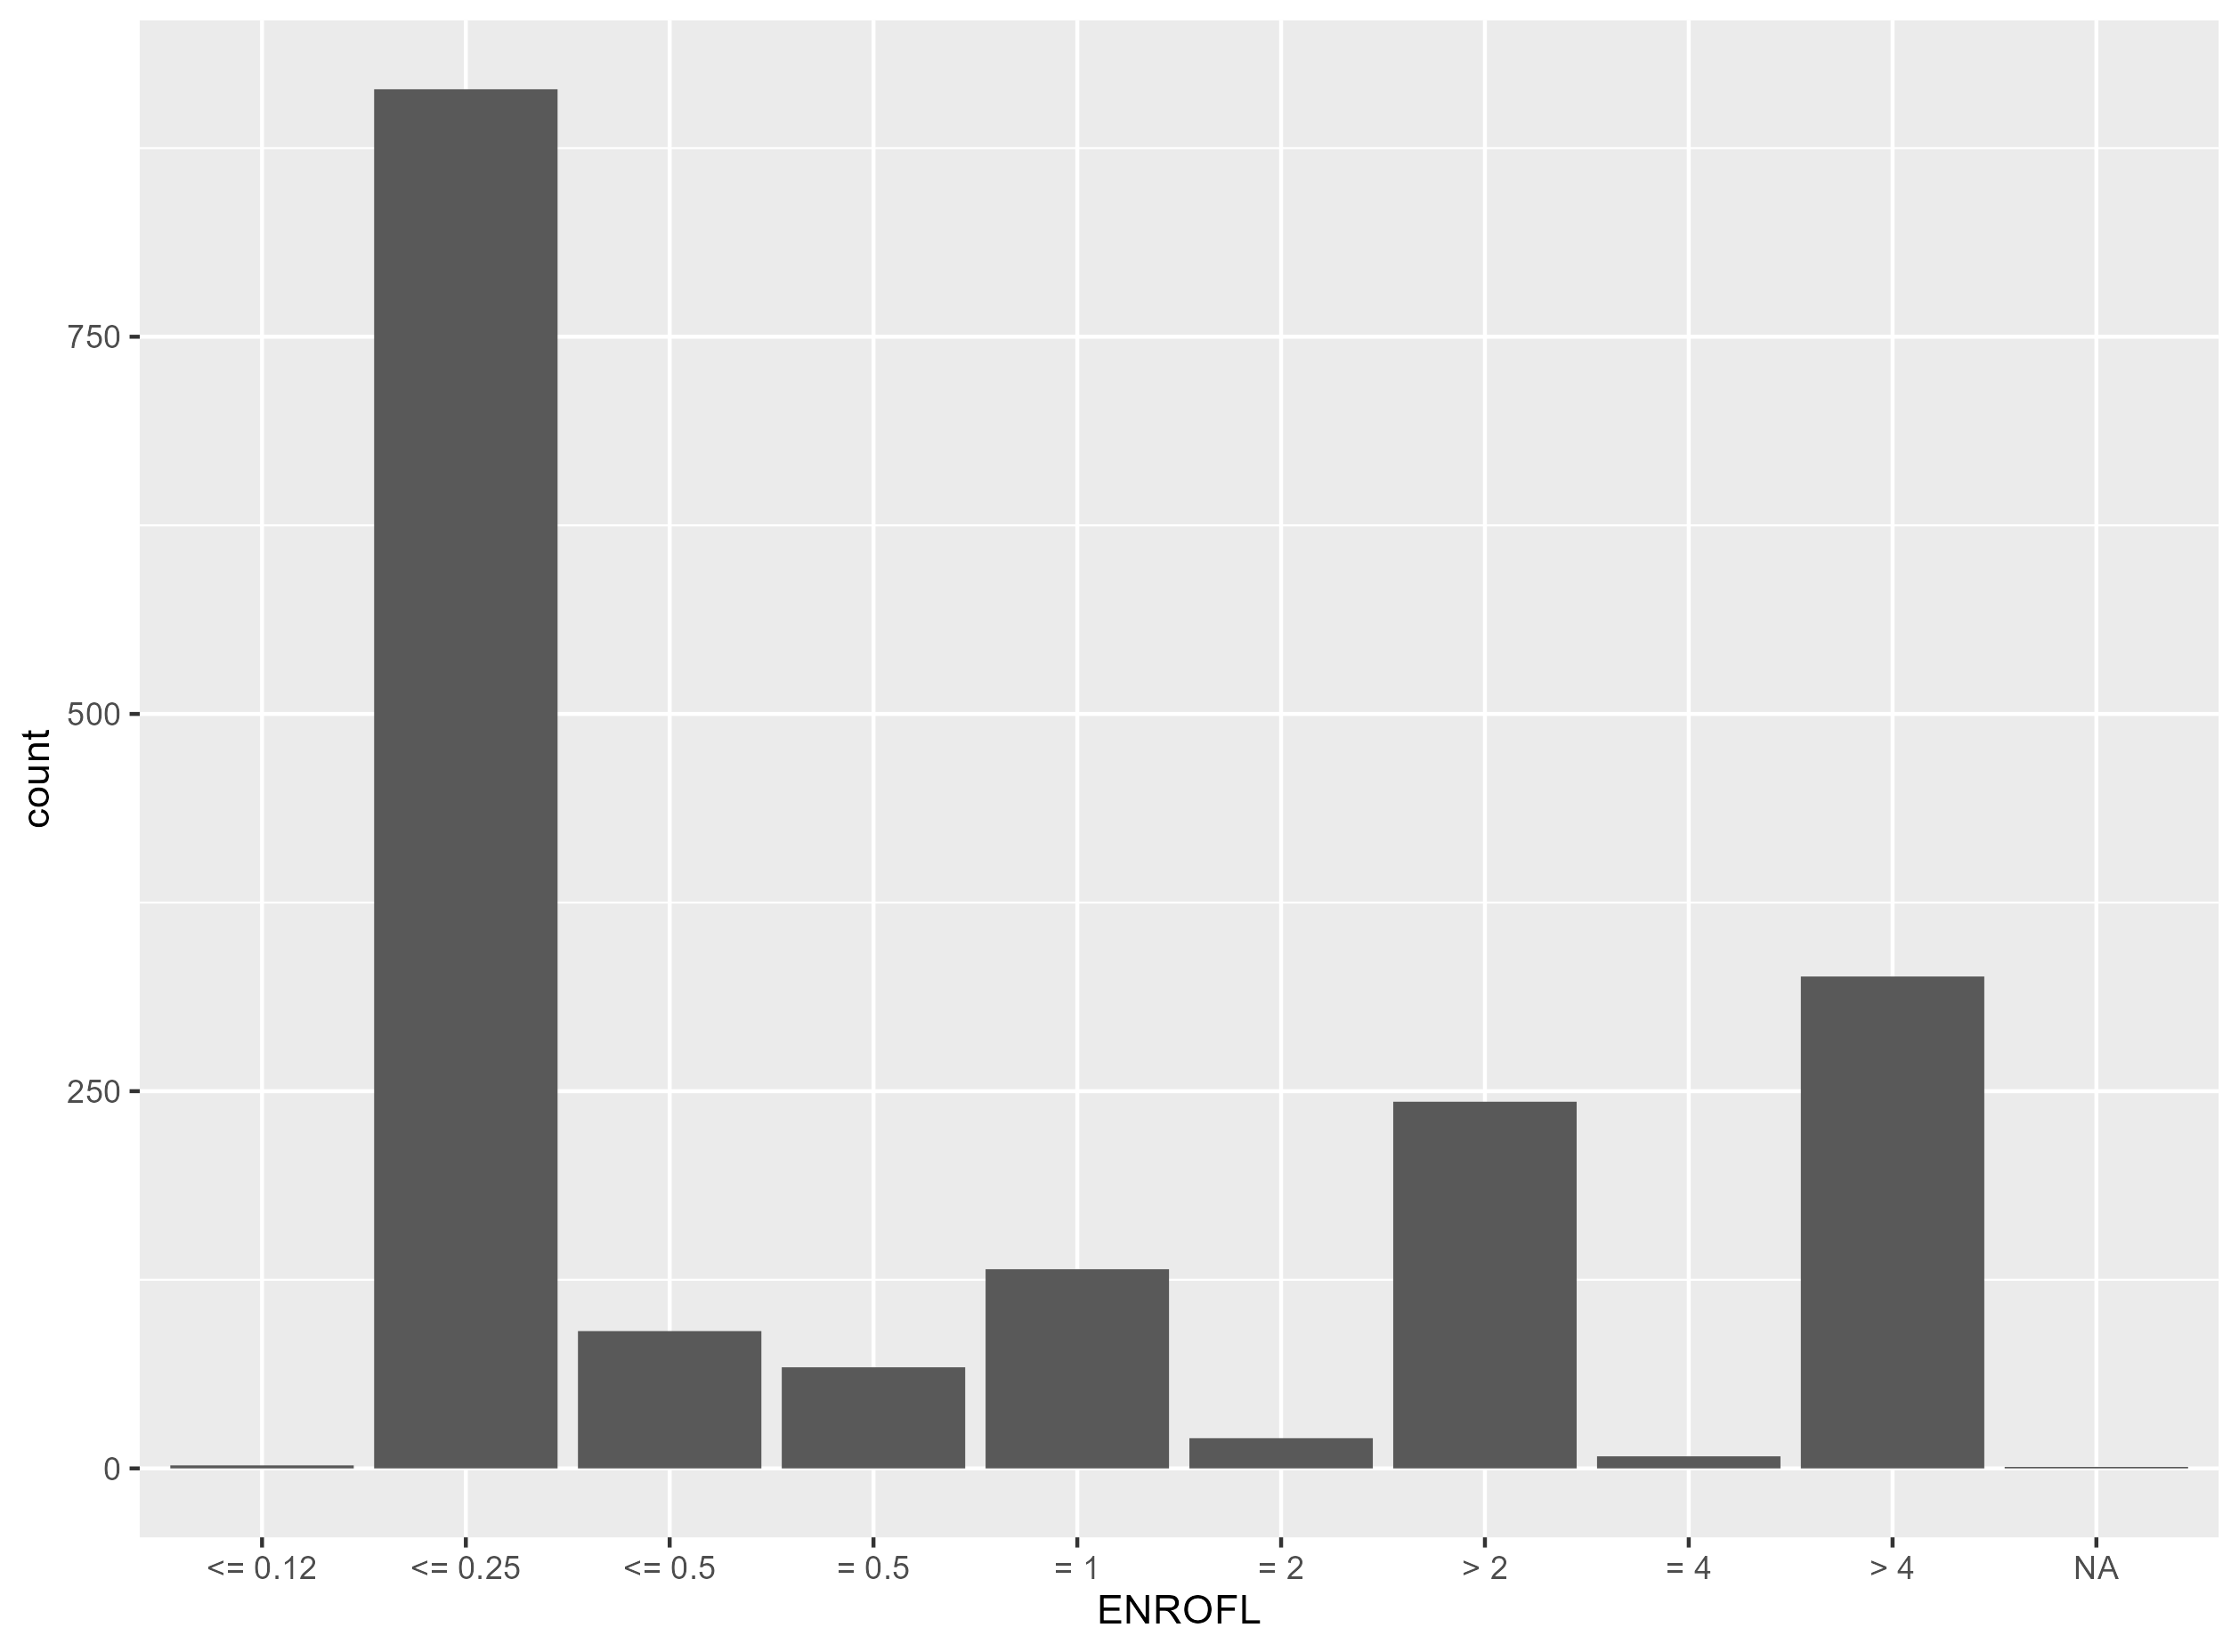 count
750
500
250
0
<= 0.12 <= 0.25 <= 0.5 = 0.5 = 1 = 2 > 2 = 4 > 4 NA
ENROFL